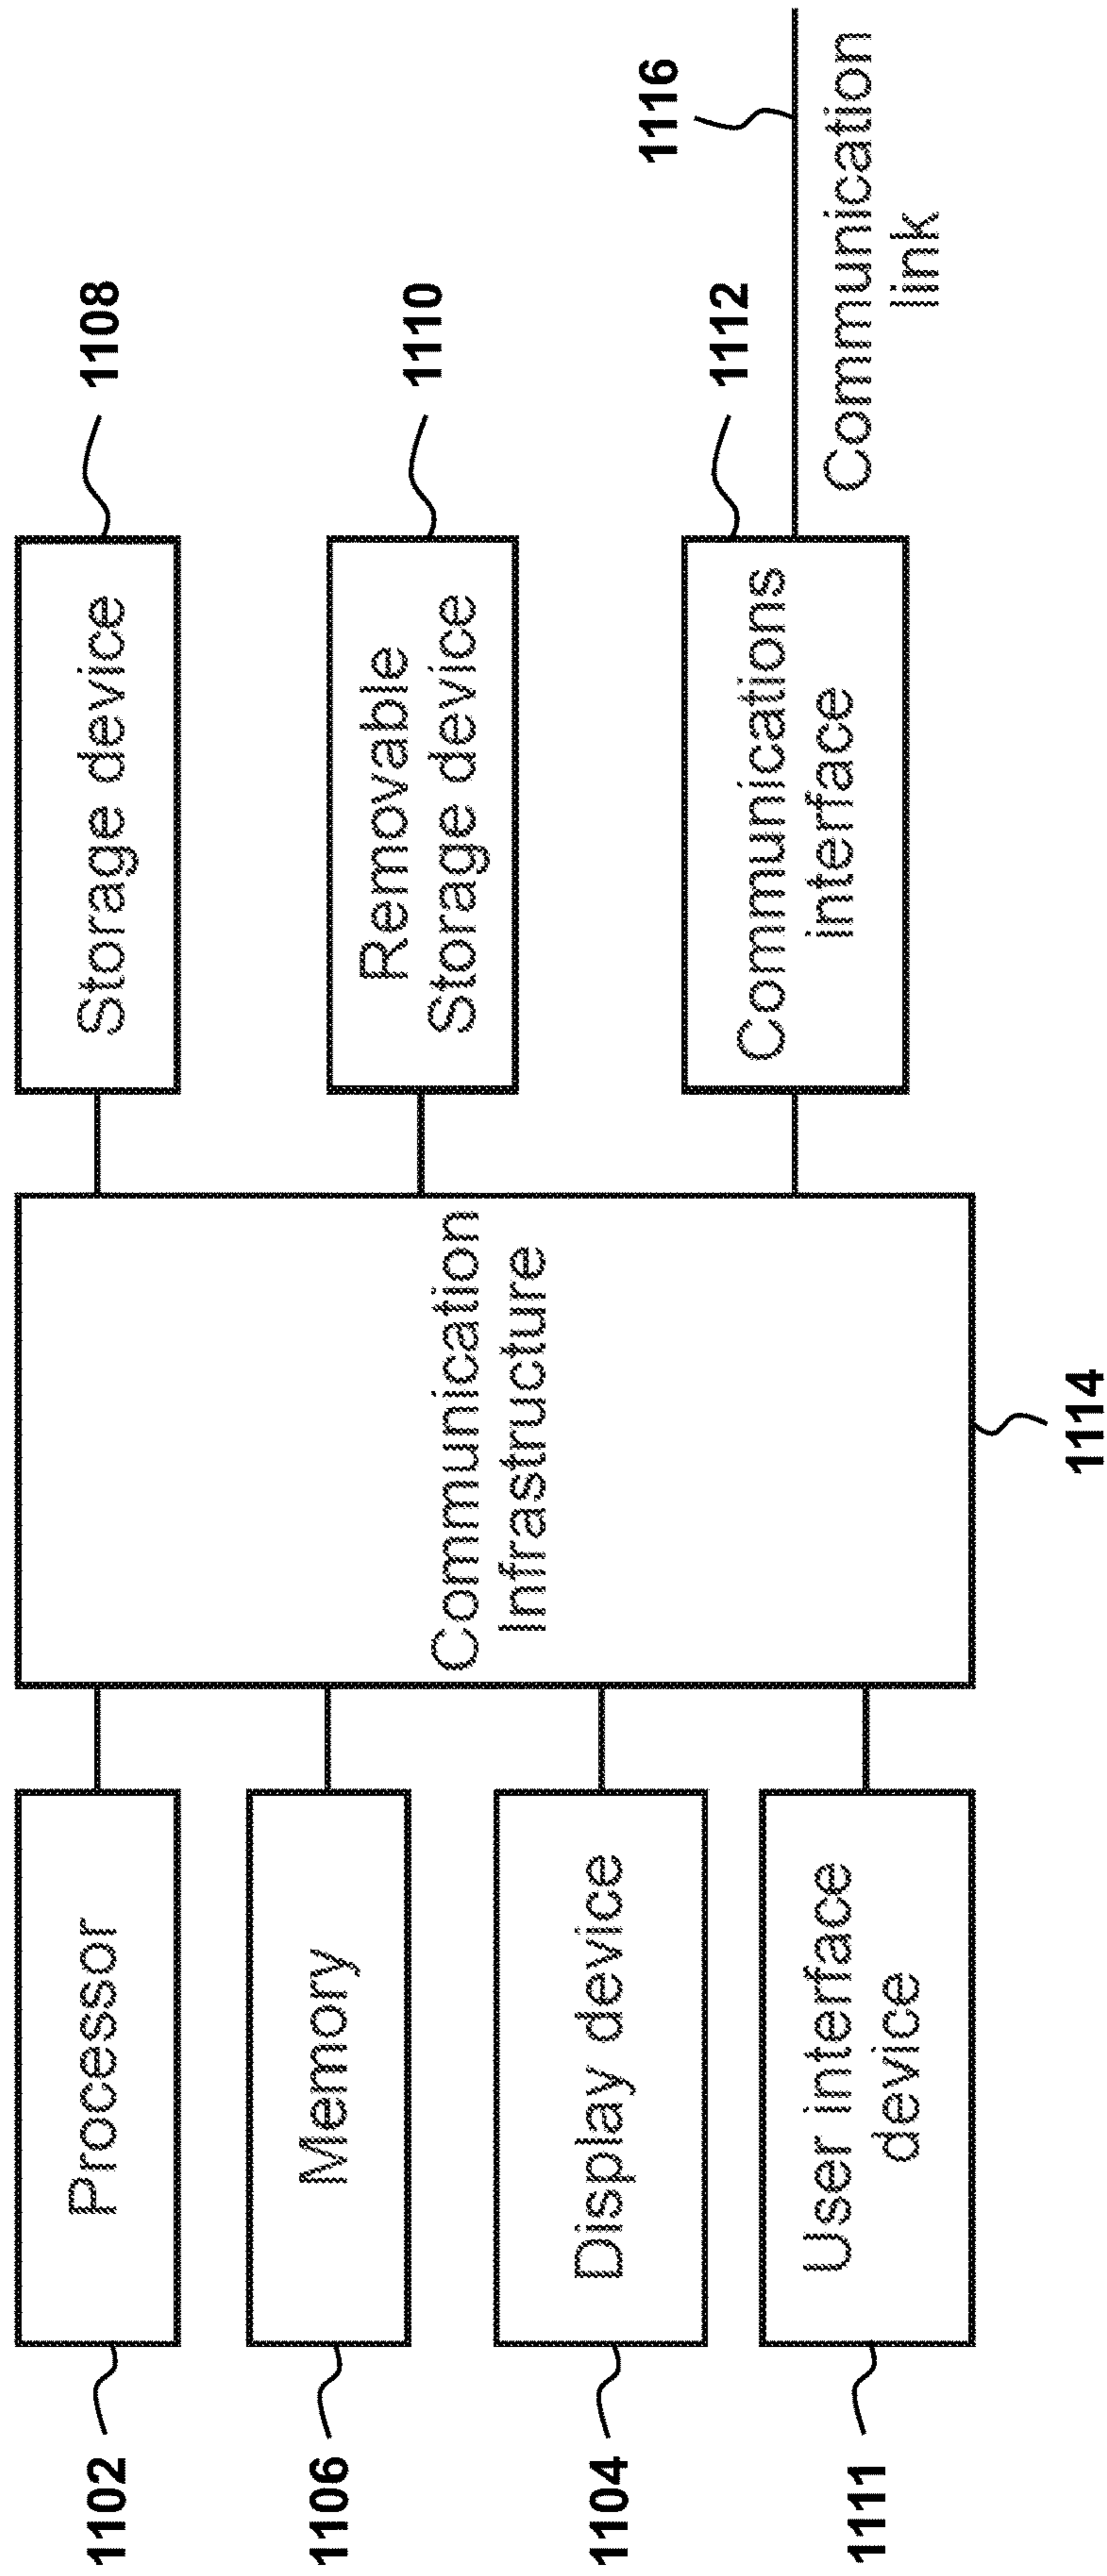 1102
Processor
1106
Memory
1104
Display device
1111
User interface
device
Communication
Infrastructure
1114
Storage device
1108
Removable
Storage device
1110
Communications
interface
1112
1116
Communication
link